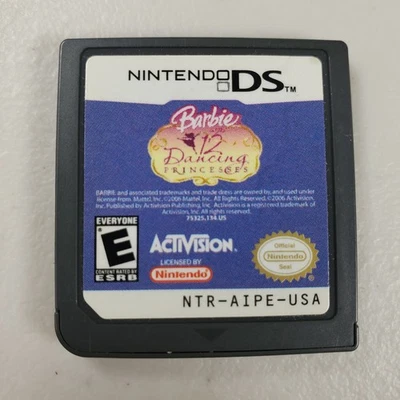 NINTENDO DS™
Barbie
in the
12
Dancing
PRINCESSES
BARBIE and associated trademarks and trade dress are owned by, and used under
license from, Mattel, Inc. ©2006 Mattel, Inc. All Rights Reserved. ©2006 Activision,
Inc. Published by Activision Publishing, Inc. Activision is a registered trademark of
Activision, Inc. All rights reserved.
75325.134.US
EVERYONE
E
CONTENT RATED BY
ESRB
ACTIVISION.
LICENSED BY
Nintendo
Official
Nintendo
Seal
NTR-AIPE-USA